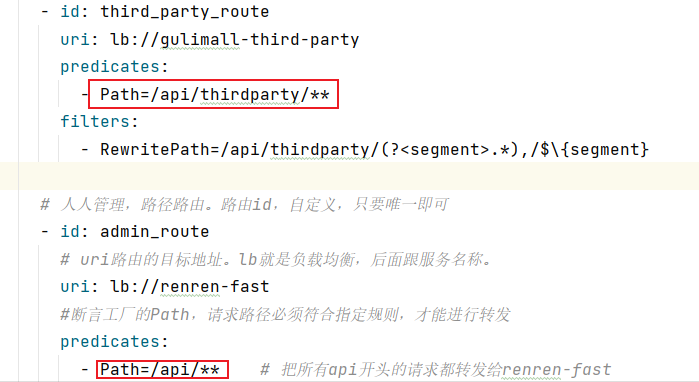 - id: third_party_route
uri: lb://gulimall-third-party
predicates:
- Path=/api/thirdparty/**
filters:
- RewritePath=/api/thirdparty/(?<segment>.*),/$\{segment}
# 人人管理，路径路由。路由id，自定义，只要唯一即可
- id: admin_route
# uri路由的目标地址。lb就是负载均衡，后面跟服务名称。
uri: lb://renren-fast
#断言工厂的Path，请求路径必须符合指定规则，才能进行转发
predicates:
- Path=/api/** # 把所有api开头的请求都转发给renren-fast